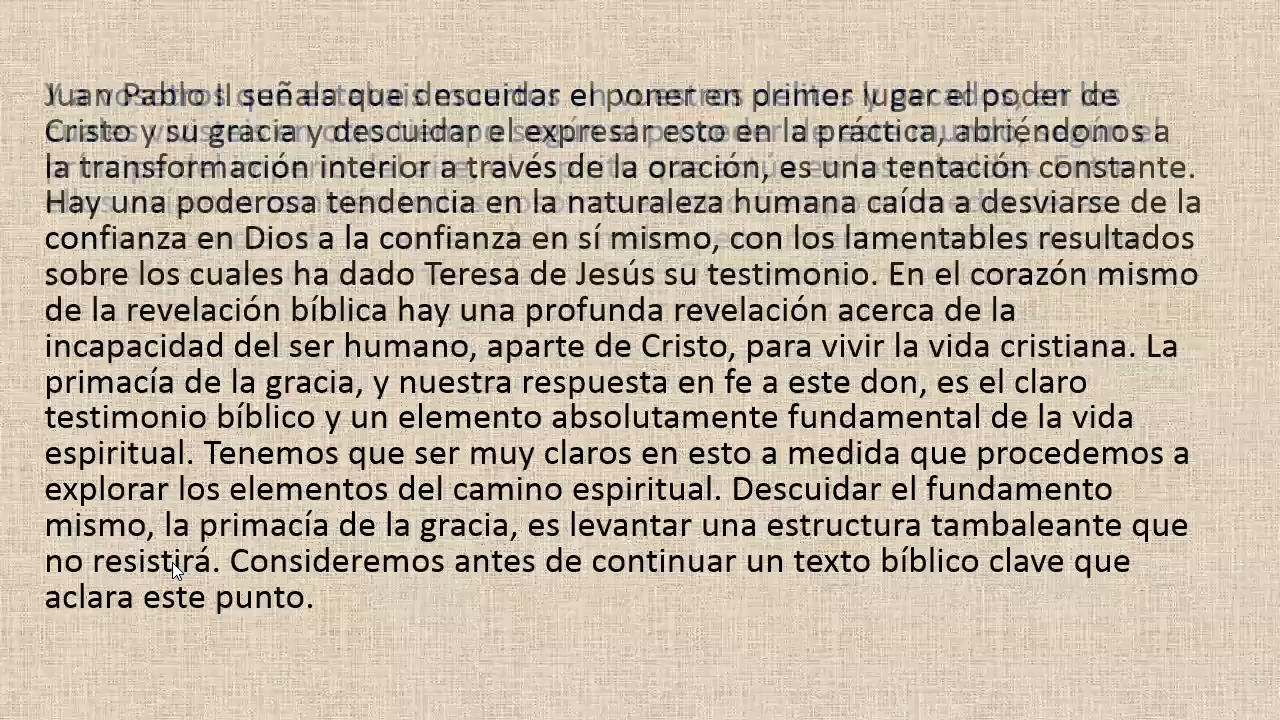 Juan Pablo II señala que descuidar el poner en primer lugar el poder de
Cristo y su gracia y descuidar el expresar esto en la práctica, abriéndonos a
la transformación interior a través de la oración, es una tentación constante.
Hay una poderosa tendencia en la naturaleza humana caída a desviarse de la
confianza en Dios a la confianza en sí mismo, con los lamentables resultados
sobre los cuales ha dado Teresa de Jesús su testimonio. En el corazón mismo
de la revelación bíblica hay una profunda revelación acerca de la
incapacidad del ser humano, aparte de Cristo, para vivir la vida cristiana. La
primacía de la gracia, y nuestra respuesta en fe a este don, es el claro
testimonio bíblico y un elemento absolutamente fundamental de la vida
espiritual. Tenemos que ser muy claros en esto a medida que procedemos a
explorar los elementos del camino espiritual. Descuidar el fundamento
mismo, la primacía de la gracia, es levantar una estructura tambaleante que
no resistirá. Consideremos antes de continuar un texto bíblico clave que
aclara este punto.